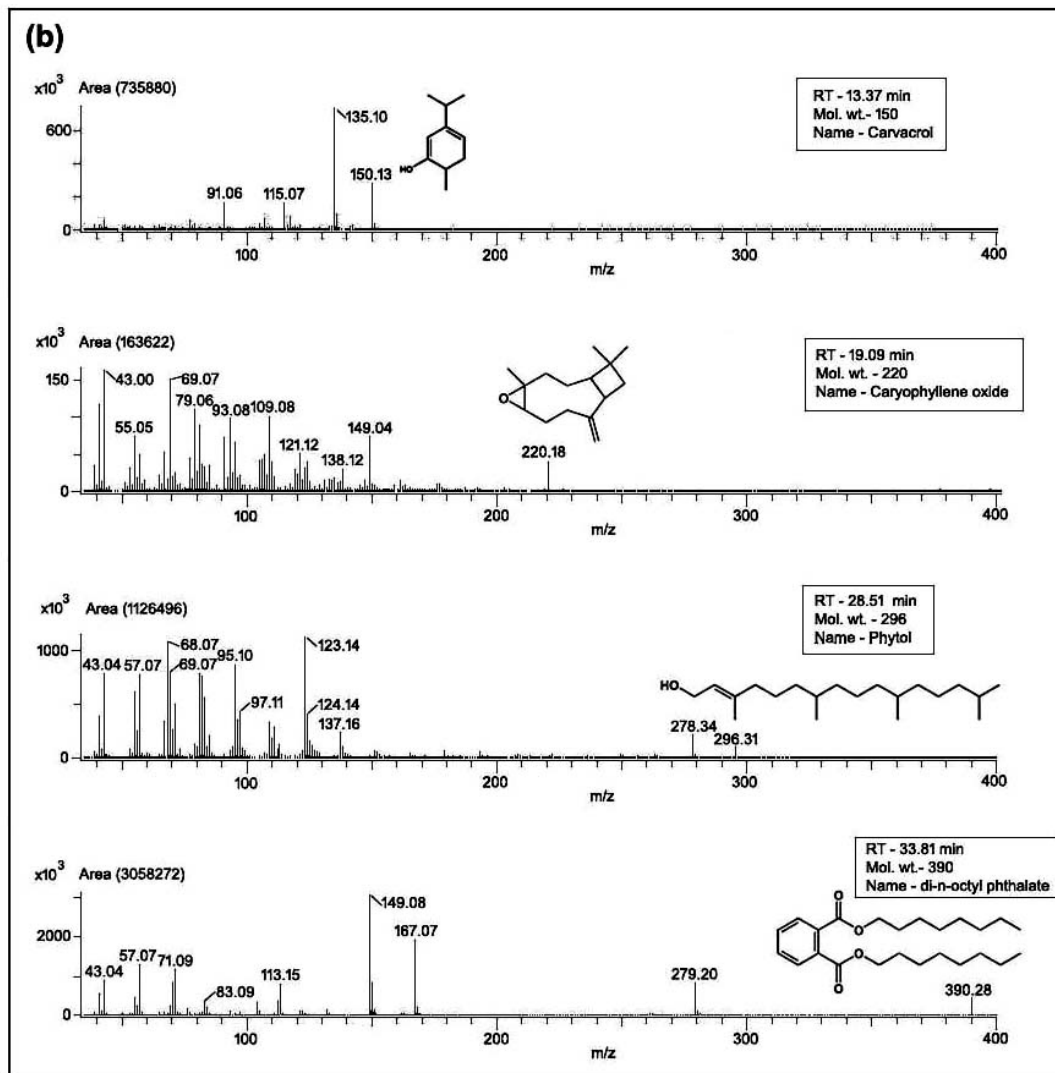 (b)
x10³ Area (735880)
RT - 13.37 min
Mol. wt.- 150
Name - Carvacrol
600
0
135.10
150.13
91.06
115.07
HO
100
200
300
400
m/z
x10³ Area (163622)
RT - 19.09 min
Mol. wt. - 220
Name - Caryophyllene oxide
150
0
43.00
69.07
79.06
93.08
109.08
55.05
121.12
138.12
149.04
220.18
O
100
200
300
400
m/z
x10³ Area (1126496)
RT - 28.51 min
Mol. wt. - 296
Name - Phytol
1000
0
43.04
57.07
68.07
69.07
95.10
97.11
123.14
124.14
137.16
278.34
296.31
HO
100
200
300
400
m/z
x10³ Area (3058272)
RT - 33.81 min
Mol. wt.- 390
Name - di-n-octyl phthalate
2000
0
43.04
57.07
71.09
83.09
113.15
149.08
167.07
279.20
390.28
O
O
O
O
100
200
300
400
m/z